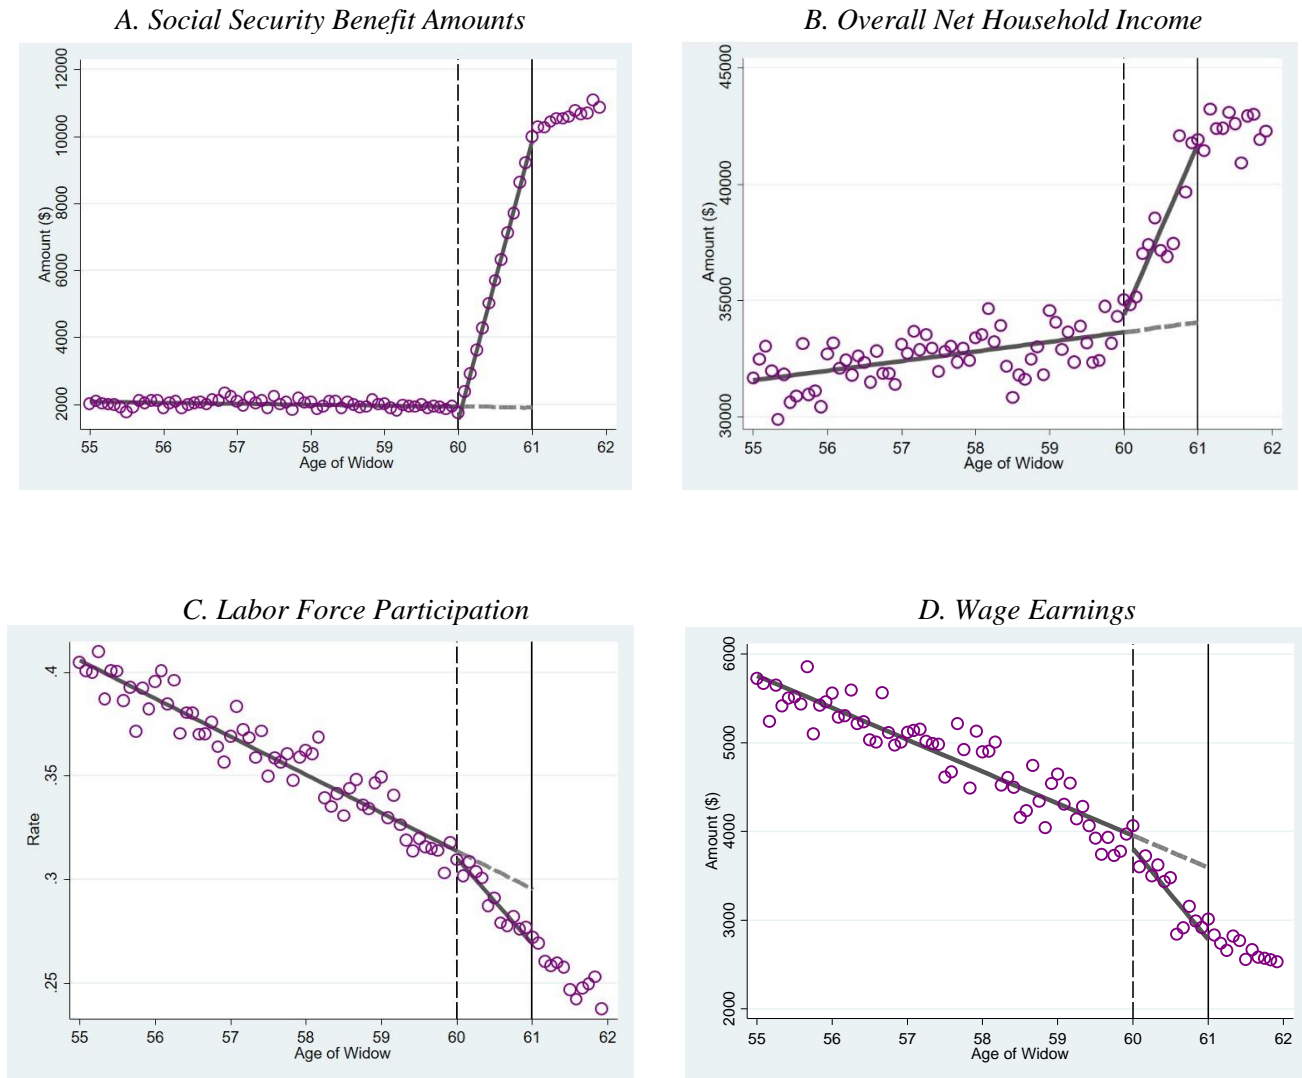 A. Social Security Benefit Amounts
B. Overall Net Household Income
Amount ($)
12000
10000
8000
6000
4000
2000
55 56 57 58 59 60 61 62
Age of Widow
Amount ($)
45000
40000
35000
30000
55 56 57 58 59 60 61 62
Age of Widow
C. Labor Force Participation
D. Wage Earnings
Rate
.4
.35
.3
.25
55 56 57 58 59 60 61 62
Age of Widow
Amount ($)
6000
5000
4000
3000
2000
55 56 57 58 59 60 61 62
Age of Widow